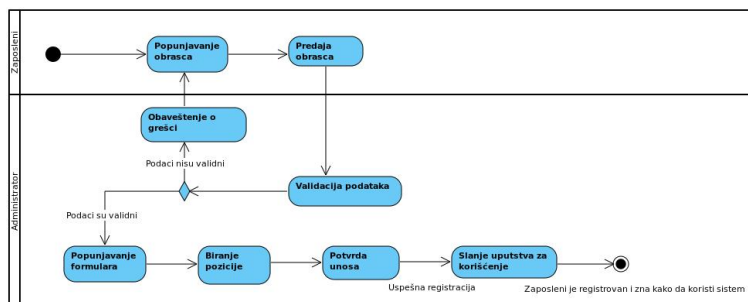 Zaposleni
Popunjavanje
obrasca
Predaja
obrasca
Administrator
Obaveštenje o
grešci
Podaci nisu validni
Validacija podataka
Podaci su validni
Popunjavanje
formulara
Biranje
pozicije
Potvrda
unosa
Slanje uputstva za
korišćenje
Uspešna registracija
Zaposleni je registrovan i zna kako da koristi sistem